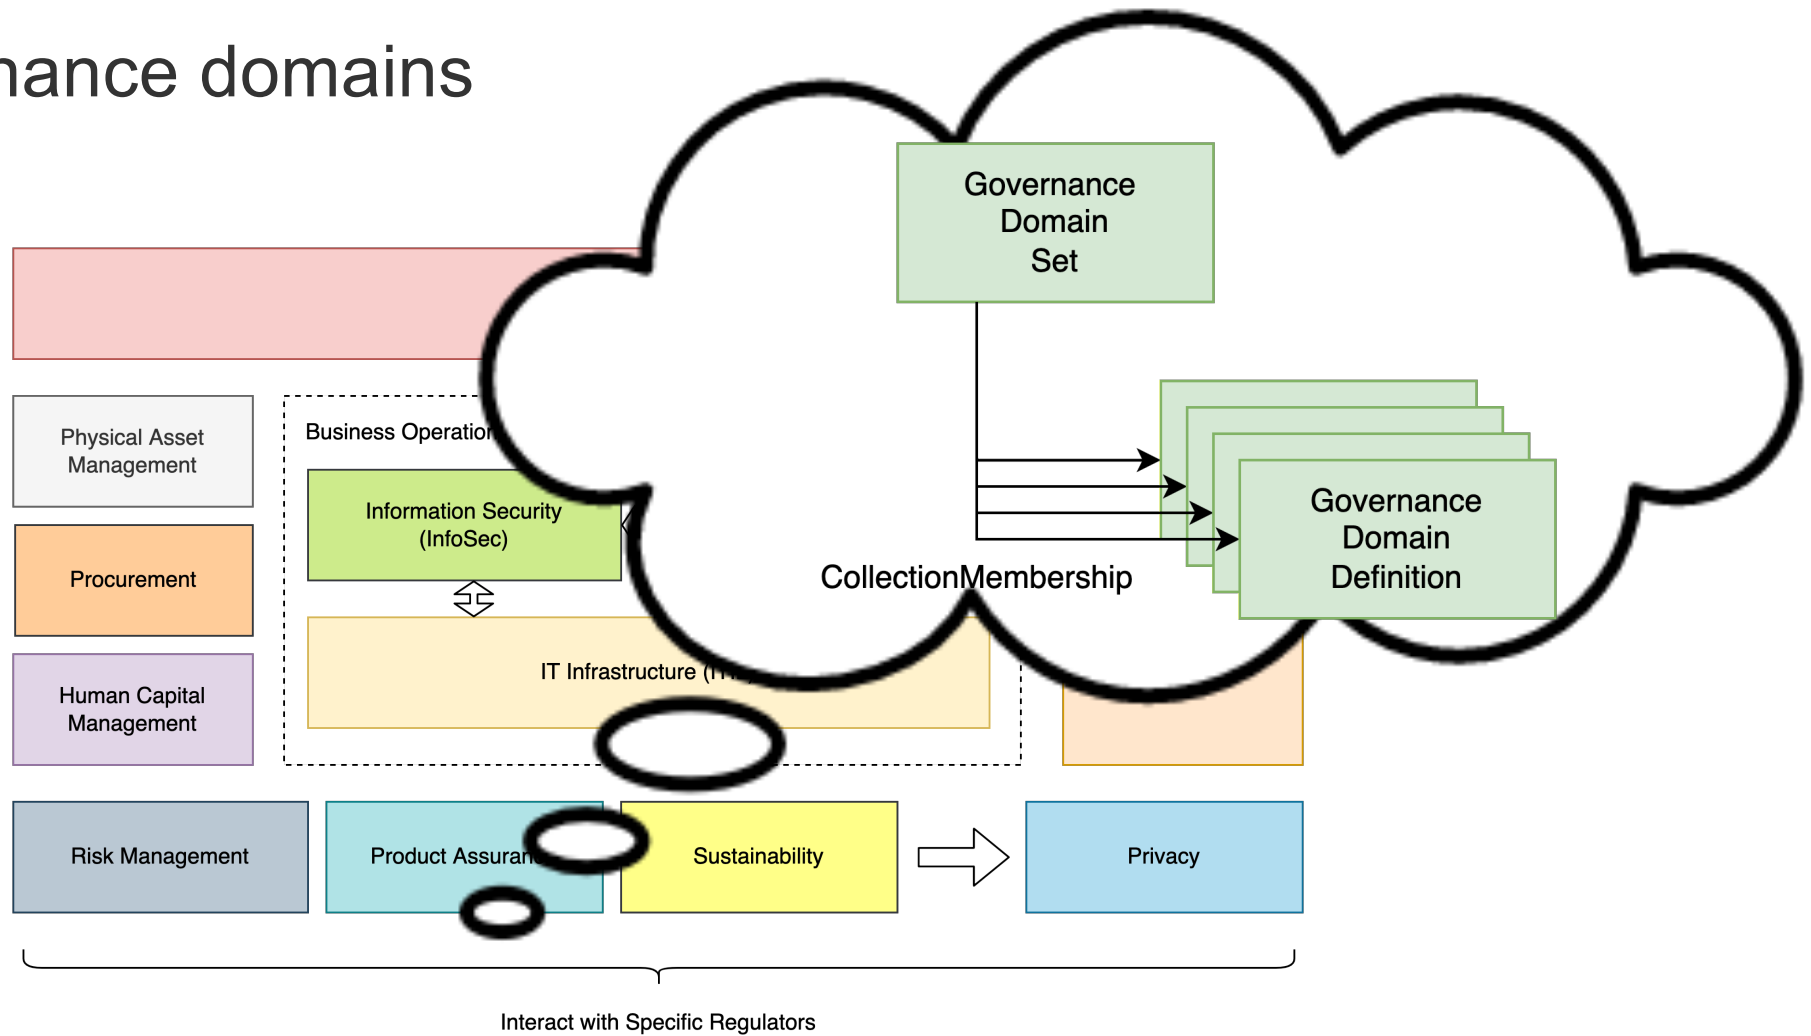 nance domains
Governance
Domain
Set
Physical Asset
Management
Business Operation
Information Security
(InfoSec)
Procurement
Governance
Domain
Definition
CollectionMembership
IT Infrastructure
Human Capital
Management
Risk Management
Product Assuran
Sustainability
Privacy
Interact with Specific Regulators